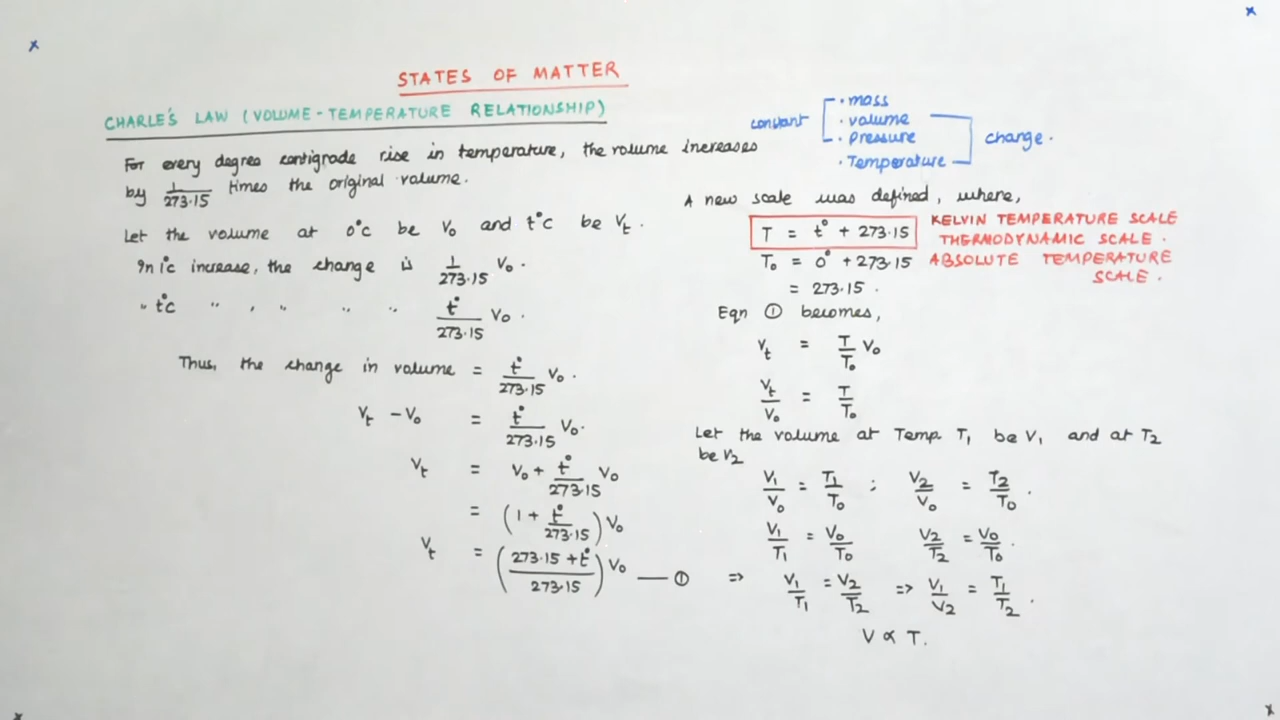 STATES OF MATTER
CHARLE'S LAW (VOLUME-TEMPERATURE RELATIONSHIP)
For every degree centigrade rise in temperature, the volume increases
by 1/273.15 times the original volume.
Let the volume at 0°C be V₀ and t°C be Vₜ.
In 1°C increase, the change is 1/273.15 V₀.
" t°C " , " " " t°/273.15 V₀.
Thus, the change in volume = t°/273.15 V₀.
Vₜ - V₀ = t°/273.15 V₀.
Vₜ = V₀ + t°/273.15 V₀
= (1 + t°/273.15) V₀
Vₜ = (273.15 + t°/273.15) V₀ — ①
constant
· mass
· volume
· Pressure
· Temperature
change.
A new scale was defined, where,
T = t° + 273.15
KELVIN TEMPERATURE SCALE
THERMODYNAMIC SCALE.
ABSOLUTE TEMPERATURE
SCALE.
T₀ = 0° + 273.15
= 273.15.
Eqn ① becomes,
Vₜ = T/T₀ V₀
Vₜ/V₀ = T/T₀
Let the volume at Temp T₁ be V₁ and at T₂
be V₂
V₁/V₀ = T₁/T₀ ; V₂/V₀ = T₂/T₀.
V₁/T₁ = V₀/T₀ V₂/T₂ = V₀/T₀.
=> V₁/T₁ = V₂/T₂ => V₁/V₂ = T₁/T₂.
V ∝ T.